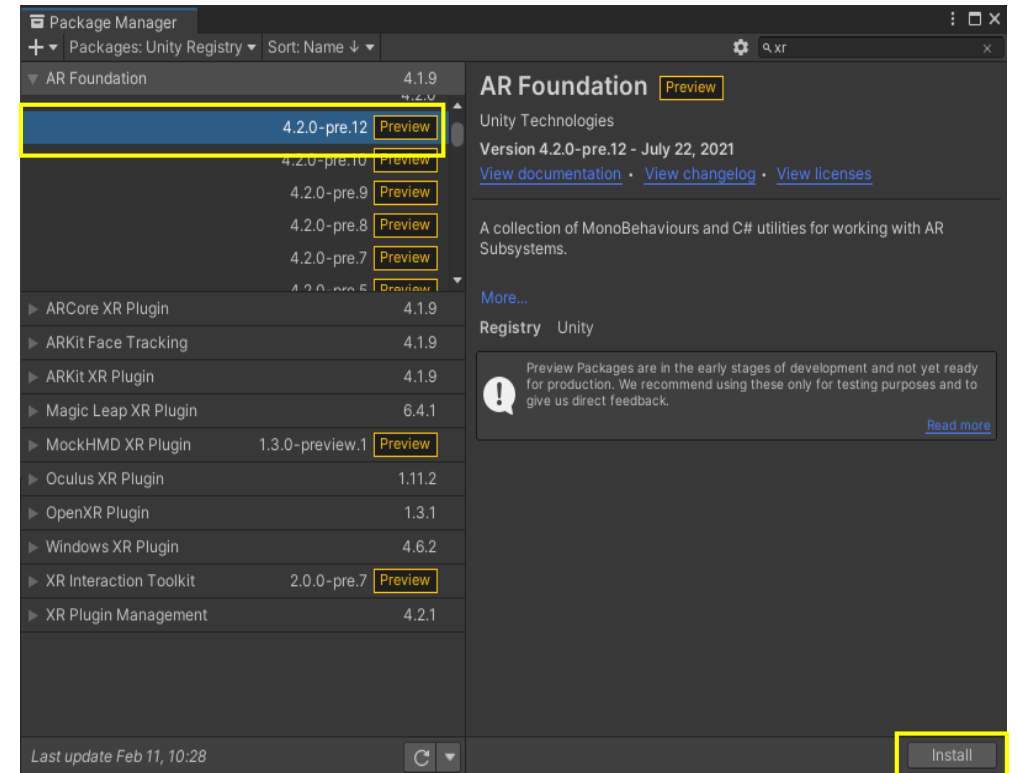 Package Manager
Packages: Unity Registry Sort: Name ↓
xr
AR Foundation 4.1.9
4.2.0
4.2.0-pre.12 Preview
4.2.0-pre.10 Preview
4.2.0-pre.9 Preview
4.2.0-pre.8 Preview
4.2.0-pre.7 Preview
4.2.0-pre.5 Preview
ARCore XR Plugin 4.1.9
ARKit Face Tracking 4.1.9
ARKit XR Plugin 4.1.9
Magic Leap XR Plugin 6.4.1
MockHMD XR Plugin 1.3.0-preview.1 Preview
Oculus XR Plugin 1.11.2
OpenXR Plugin 1.3.1
Windows XR Plugin 4.6.2
XR Interaction Toolkit 2.0.0-pre.7 Preview
XR Plugin Management 4.2.1
Last update Feb 11, 10:28
AR Foundation Preview
Unity Technologies
Version 4.2.0-pre.12 - July 22, 2021
View documentation • View changelog • View licenses
A collection of MonoBehaviours and C# utilities for working with AR
Subsystems.
More...
Registry Unity
Preview Packages are in the early stages of development and not yet ready
for production. We recommend using these only for testing purposes and to
give us direct feedback.
Read more
Install